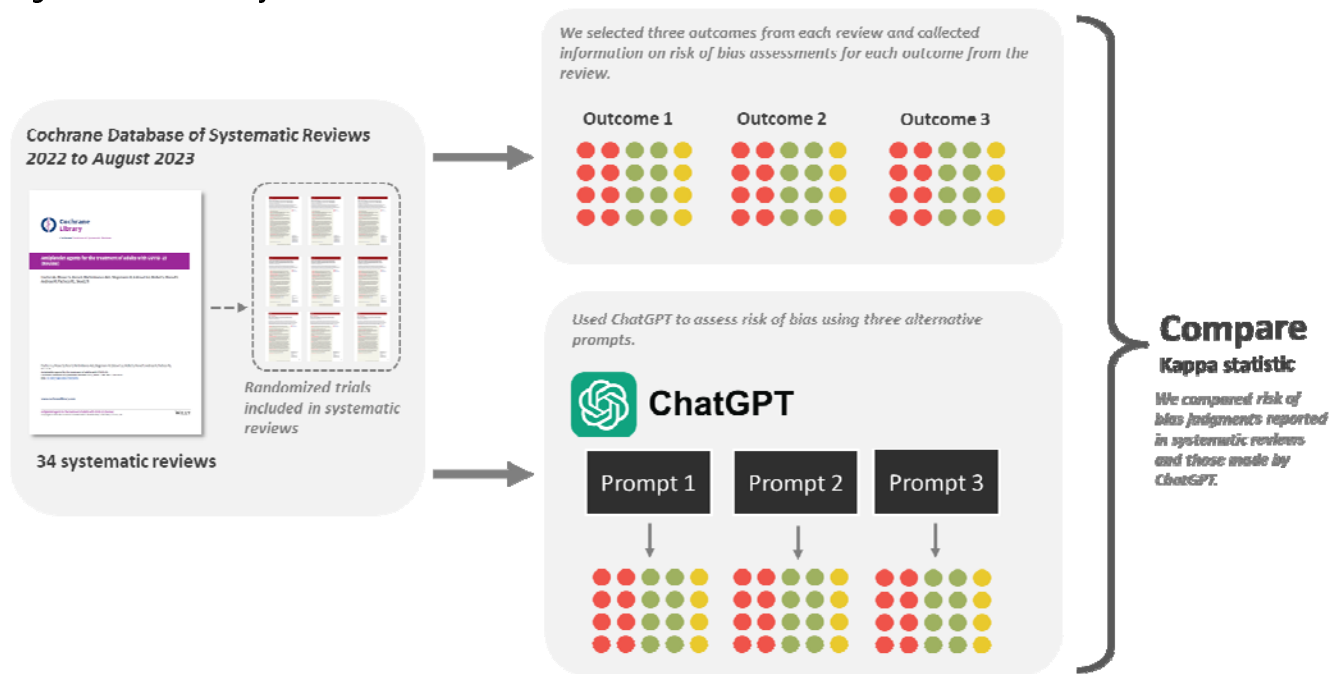 Cochrane Database of Systematic Reviews
2022 to August 2023
Cochrane
Library
Randomized trials
included in systematic
reviews
34 systematic reviews
We selected three outcomes from each review and collected
information on risk of bias assessments for each outcome from the
review.
Outcome 1 Outcome 2 Outcome 3
Used ChatGPT to assess risk of bias using three alternative
prompts.
ChatGPT
Prompt 1 Prompt 2 Prompt 3
Compare
Kappa statistic
We compared risk of
bias judgments reported
in systematic reviews
and those made by
ChatGPT.